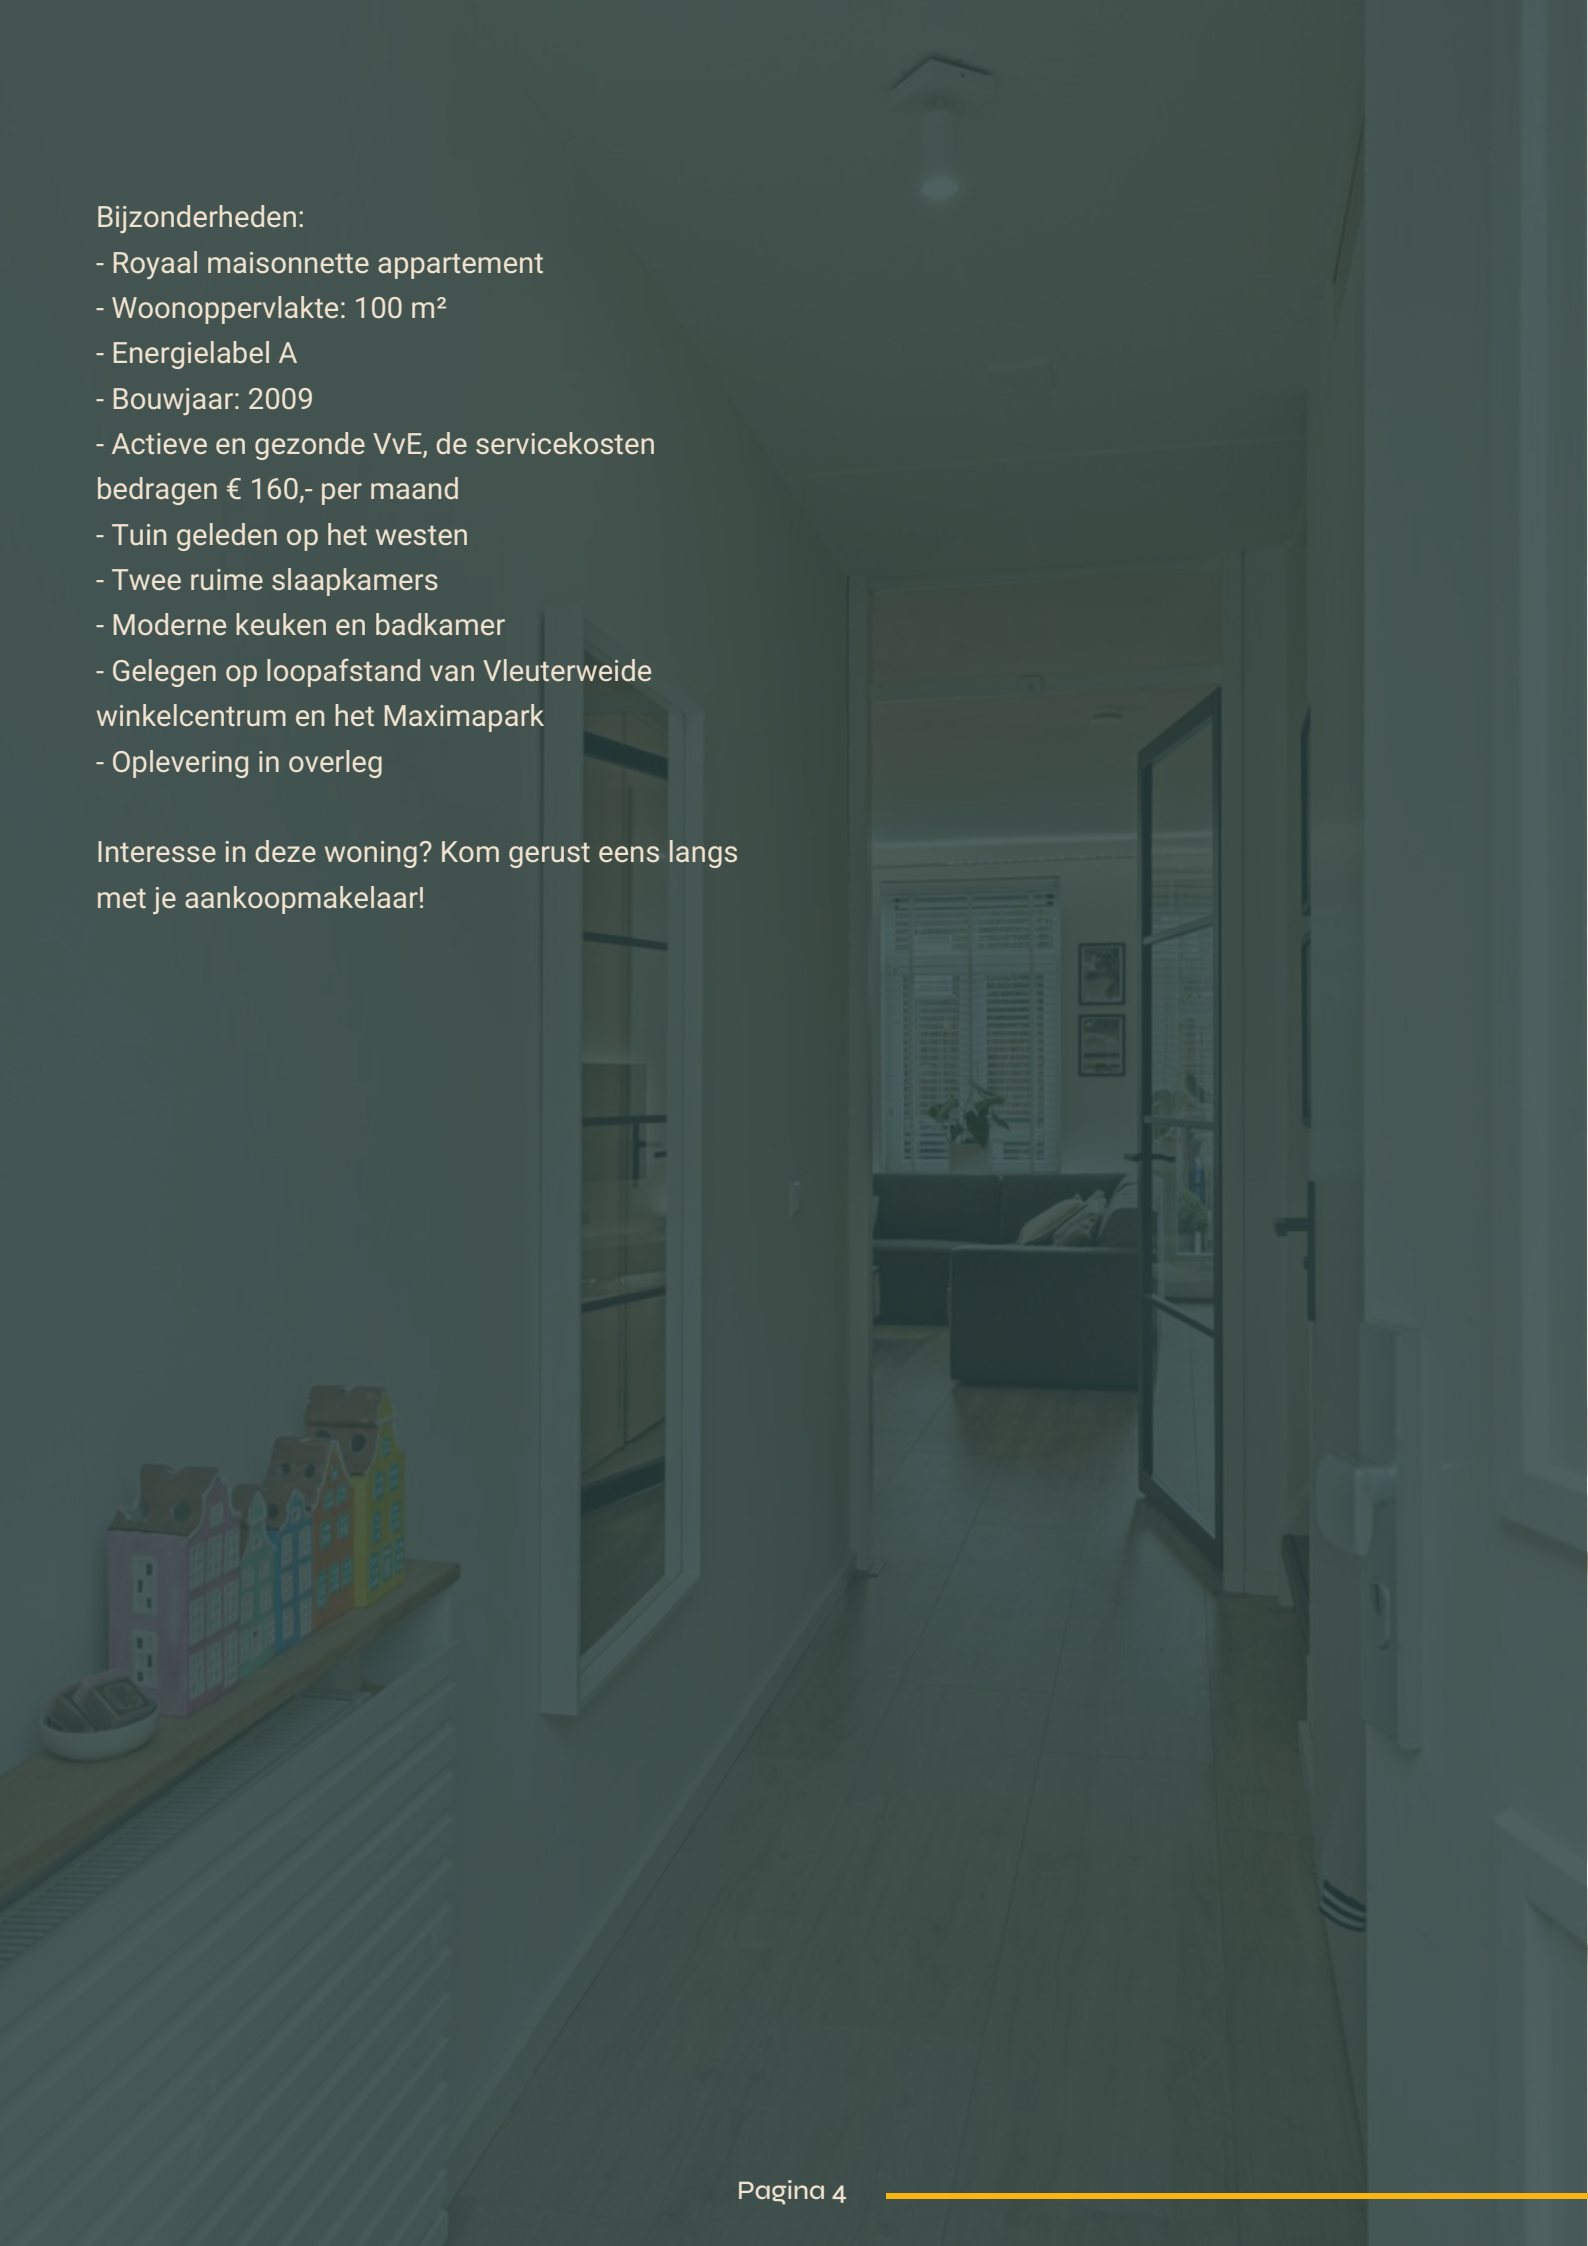 Bijzonderheden:
- Royaal maisonnette appartement
- Woonoppervlakte: 100 m²
- Energielabel A
- Bouwjaar: 2009
- Actieve en gezonde VvE, de servicekosten
bedragen € 160,- per maand
- Tuin geleden op het westen
- Twee ruime slaapkamers
- Moderne keuken en badkamer
- Gelegen op loopafstand van Vleuterweide
winkelcentrum en het Maximapark
- Oplevering in overleg
Interesse in deze woning? Kom gerust eens langs
met je aankoopmakelaar!
Pagina 4